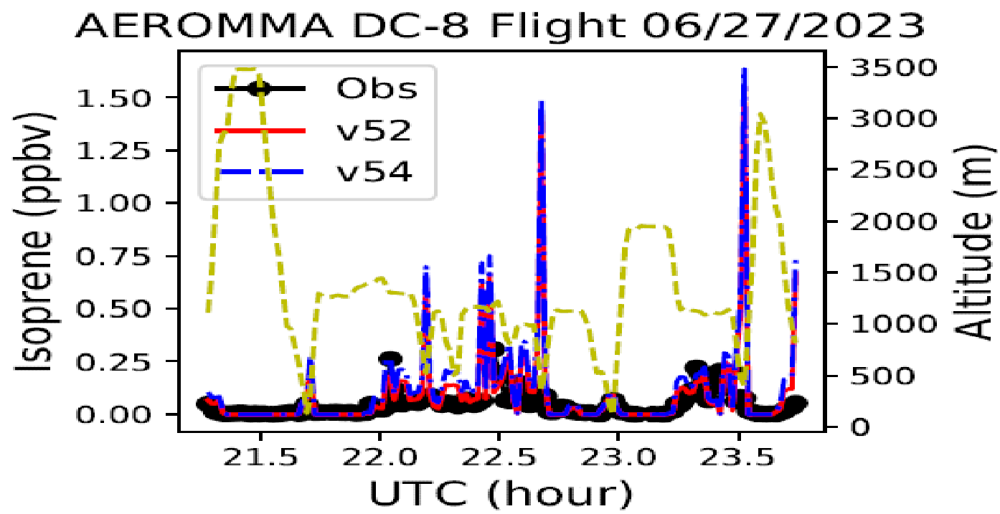 AEROMMA DC-8 Flight 06/27/2023
Obs
v52
v54
Isoprene (ppbv)
1.50
1.25
1.00
0.75
0.50
0.25
0.00
3500
3000
2500
2000
1500
1000
500
0
Altitude (m)
21.5 22.0 22.5 23.0 23.5
UTC (hour)